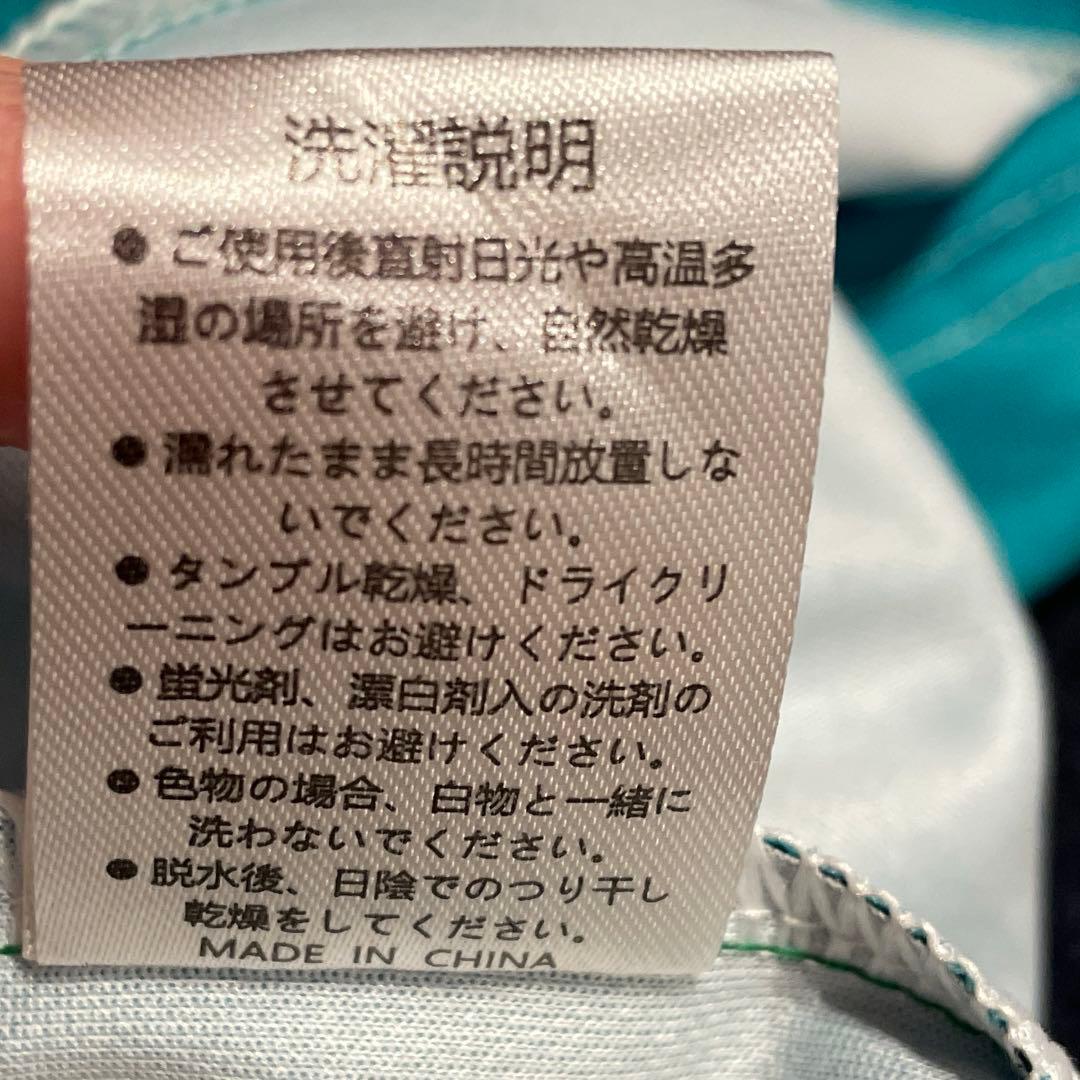 洗濯説明
● ご使用後直射日光や高温多
湿の場所を避け、自然乾燥
させてください。
● 濡れたまま長時間放置しな
いでください。
● タンブル乾燥、ドライクリ
ーニングはお避けください。
● 蛍光剤、漂白剤入の洗剤の
ご利用はお避けください。
● 色物の場合、白物と一緒に
洗わないでください。
● 脱水後、日陰でのつり干し
乾燥をしてください。
MADE IN CHINA